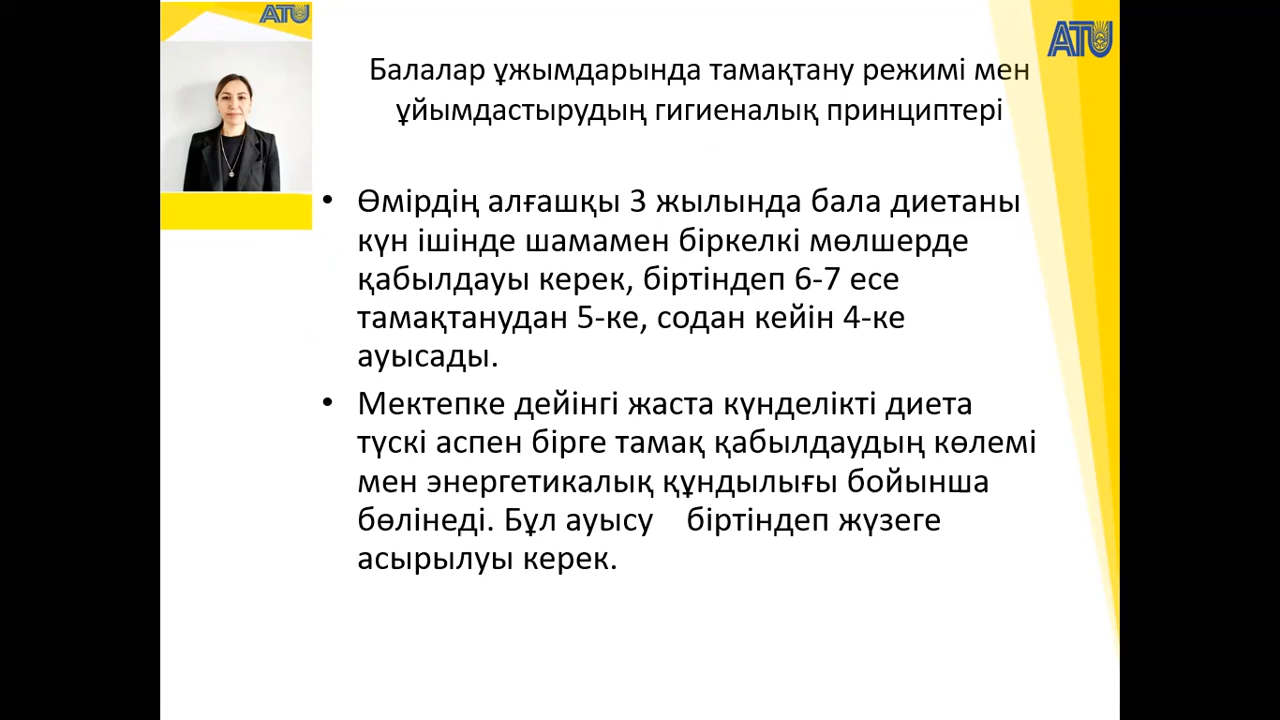 ATU
ATU
Балалар ұжымдарында тамақтану режимі мен
ұйымдастырудың гигиеналық принциптері
• Өмірдің алғашқы 3 жылында бала диетаны
күн ішінде шамамен біркелкі мөлшерде
қабылдауы керек, біртіндеп 6-7 есе
тамақтанудан 5-ке, содан кейін 4-ке
ауысады.
• Мектепке дейінгі жаста күнделікті диета
түскі аспен бірге тамақ қабылдаудың көлемі
мен энергетикалық құндылығы бойынша
бөлінеді. Бұл ауысу біртіндеп жүзеге
асырылуы керек.